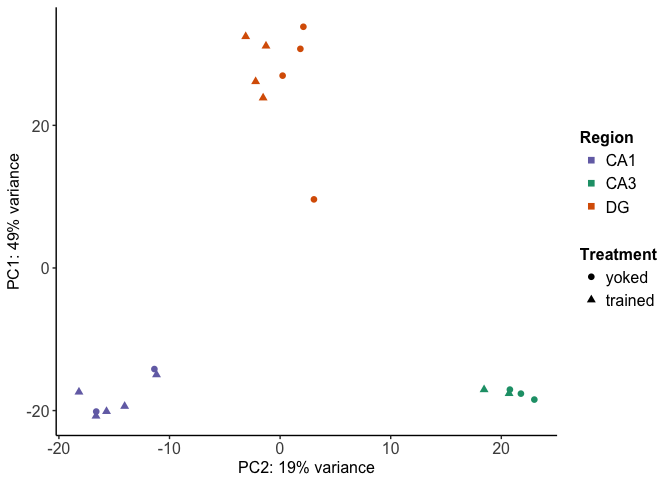 20
0
-20
-20
-10
0
10
20
PC1: 49% variance
PC2: 19% variance
Region
CA1
CA3
DG
Treatment
yoked
trained